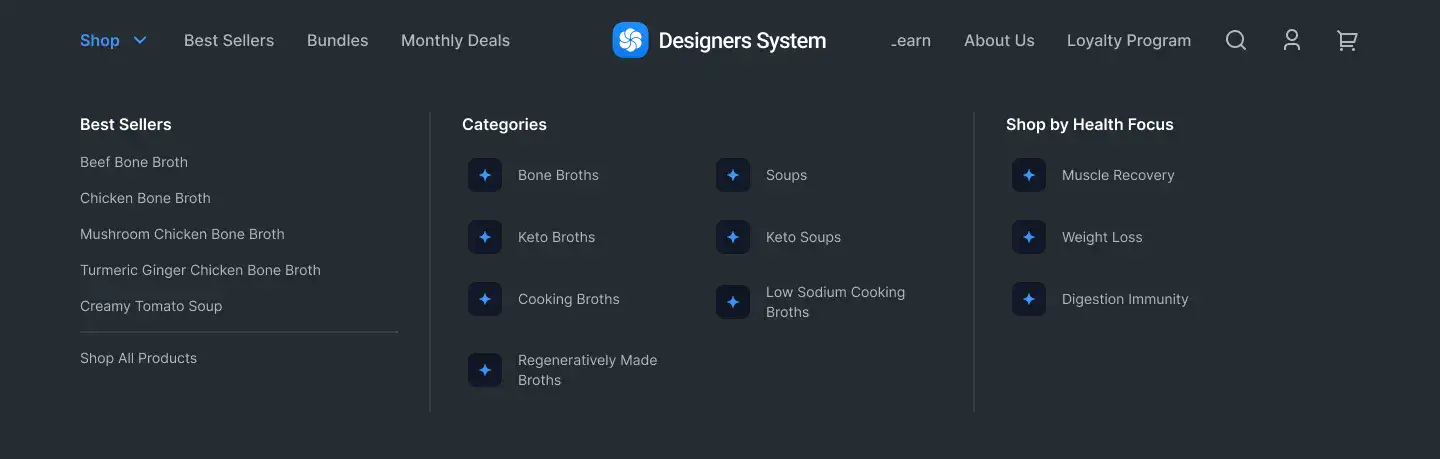 Shop
Best Sellers
Bundles
Monthly Deals
Designers System
earn
About Us
Loyalty Program
Best Sellers
Beef Bone Broth
Chicken Bone Broth
Mushroom Chicken Bone Broth
Turmeric Ginger Chicken Bone Broth
Creamy Tomato Soup
Shop All Products
Categories
Bone Broths
Soups
Keto Broths
Keto Soups
Cooking Broths
Low Sodium Cooking
Broths
Regeneratively Made
Broths
Shop by Health Focus
Muscle Recovery
Weight Loss
Digestion Immunity